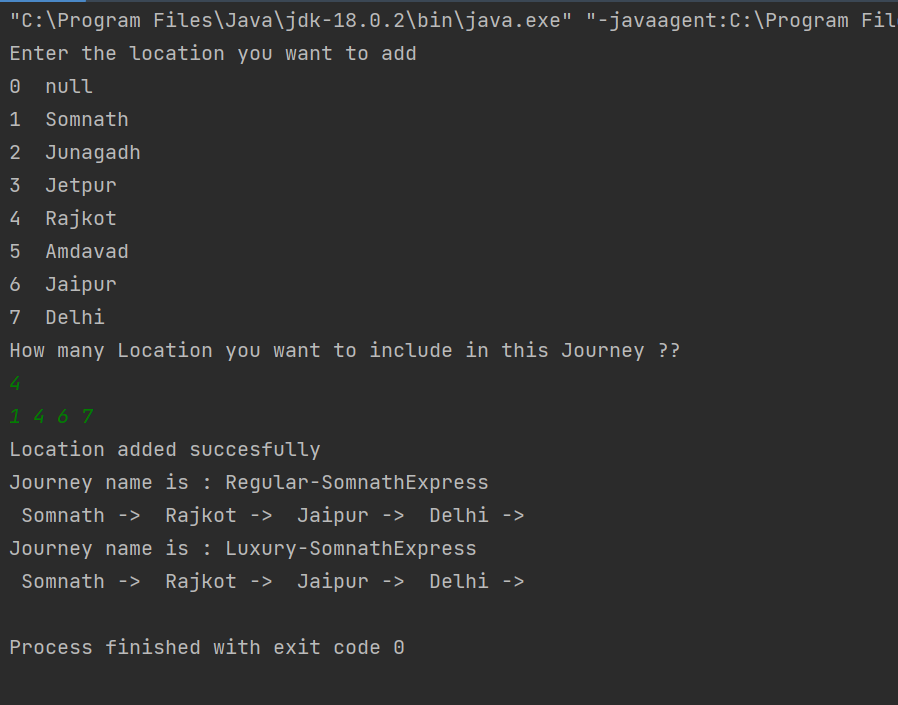 "C:\Program Files\Java\jdk-18.0.2\bin\java.exe" "-javaagent:C:\Program
Enter the location you want to add
0  null
1  Somnath
2  Junagadh
3  Jetpur
4  Rajkot
5  Amdavad
6  Jaipur
7  Delhi
How many Location you want to include in this Journey ??
4
1 4 6 7
Location added succesfully
Journey name is : Regular-SomnathExpress
 Somnath ->  Rajkot ->  Jaipur ->  Delhi ->
Journey name is : Luxury-SomnathExpress
 Somnath ->  Rajkot ->  Jaipur ->  Delhi ->
Process finished with exit code 0